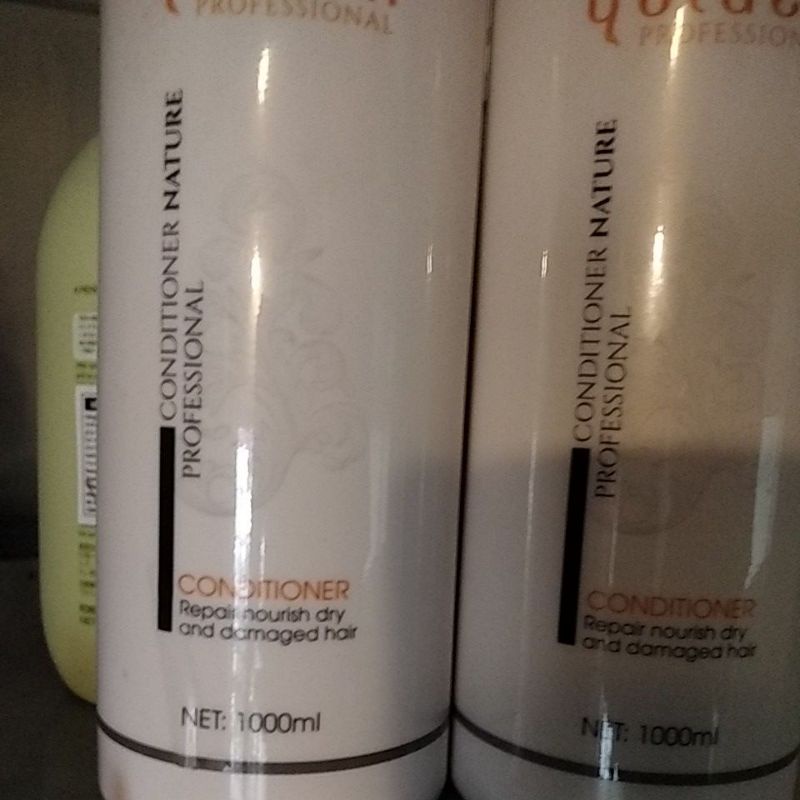 PROFESSIONAL
CONDITIONER NATURE
PROFESSIONAL
CONDITIONER
Repair nourish dry
and damaged hair
NET: 1000ml
PROFESSIONAL
CONDITIONER NATURE
PROFESSIONAL
CONDITIONER
Repair nourish dry
and damaged hair
NET: 1000ml